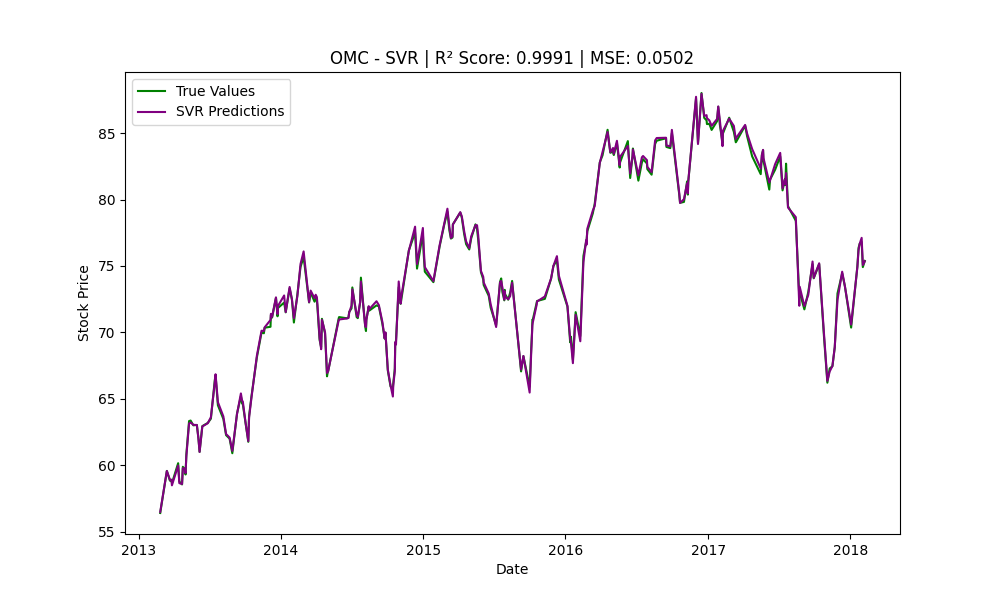 OMC - SVR | R² Score: 0.9991 | MSE: 0.0502
True Values
SVR Predictions
Stock Price
85
80
75
70
65
60
55
2013 2014 2015 2016 2017 2018
Date